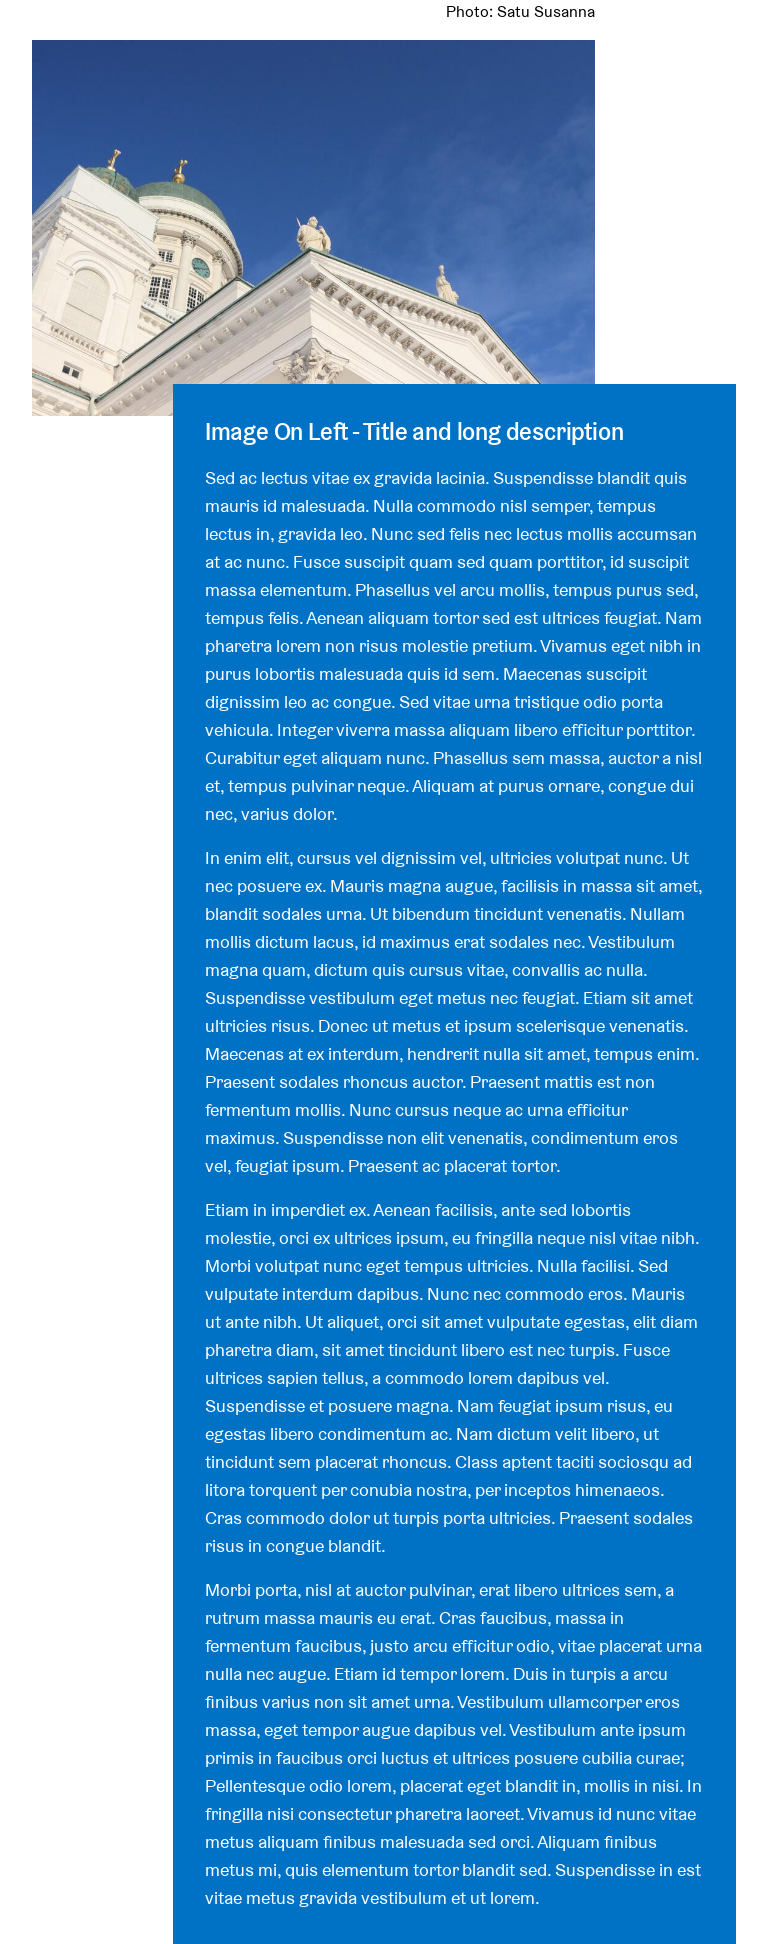 Photo: Satu Susanna
Image On Left - Title and long description
Sed ac lectus vitae ex gravida lacinia. Suspendisse blandit quis
mauris id malesuada. Nulla commodo nisl semper, tempus
lectus in, gravida leo. Nunc sed felis nec lectus mollis accumsan
at ac nunc. Fusce suscipit quam sed quam porttitor, id suscipit
massa elementum. Phasellus vel arcu mollis, tempus purus sed,
tempus felis. Aenean aliquam tortor sed est ultrices feugiat. Nam
pharetra lorem non risus molestie pretium. Vivamus eget nibh in
purus lobortis malesuada quis id sem. Maecenas suscipit
dignissim leo ac congue. Sed vitae urna tristique odio porta
vehicula. Integer viverra massa aliquam libero efficitur porttitor.
Curabitur eget aliquam nunc. Phasellus sem massa, auctor a nisl
et, tempus pulvinar neque. Aliquam at purus ornare, congue dui
nec, varius dolor.
In enim elit, cursus vel dignissim vel, ultricies volutpat nunc. Ut
nec posuere ex. Mauris magna augue, facilisis in massa sit amet,
blandit sodales urna. Ut bibendum tincidunt venenatis. Nullam
mollis dictum lacus, id maximus erat sodales nec. Vestibulum
magna quam, dictum quis cursus vitae, convallis ac nulla.
Suspendisse vestibulum eget metus nec feugiat. Etiam sit amet
ultricies risus. Donec ut metus et ipsum scelerisque venenatis.
Maecenas at ex interdum, hendrerit nulla sit amet, tempus enim.
Praesent sodales rhoncus auctor. Praesent mattis est non
fermentum mollis. Nunc cursus neque ac urna efficitur
maximus. Suspendisse non elit venenatis, condimentum eros
vel, feugiat ipsum. Praesent ac placerat tortor.
Etiam in imperdiet ex. Aenean facilisis, ante sed lobortis
molestie, orci ex ultrices ipsum, eu fringilla neque nisl vitae nibh.
Morbi volutpat nunc eget tempus ultricies. Nulla facilisi. Sed
vulputate interdum dapibus. Nunc nec commodo eros. Mauris
ut ante nibh. Ut aliquet, orci sit amet vulputate egestas, elit diam
pharetra diam, sit amet tincidunt libero est nec turpis. Fusce
ultrices sapien tellus, a commodo lorem dapibus vel.
Suspendisse et posuere magna. Nam feugiat ipsum risus, eu
egestas libero condimentum ac. Nam dictum velit libero, ut
tincidunt sem placerat rhoncus. Class aptent taciti sociosqu ad
litora torquent per conubia nostra, per inceptos himenaeos.
Cras commodo dolor ut turpis porta ultricies. Praesent sodales
risus in congue blandit.
Morbi porta, nisl at auctor pulvinar, erat libero ultrices sem, a
rutrum massa mauris eu erat. Cras faucibus, massa in
fermentum faucibus, justo arcu efficitur odio, vitae placerat urna
nulla nec augue. Etiam id tempor lorem. Duis in turpis a arcu
finibus varius non sit amet urna. Vestibulum ullamcorper eros
massa, eget tempor augue dapibus vel. Vestibulum ante ipsum
primis in faucibus orci luctus et ultrices posuere cubilia curae;
Pellentesque odio lorem, placerat eget blandit in, mollis in nisi. In
fringilla nisi consectetur pharetra laoreet. Vivamus id nunc vitae
metus aliquam finibus malesuada sed orci. Aliquam finibus
metus mi, quis elementum tortor blandit sed. Suspendisse in est
vitae metus gravida vestibulum et ut lorem.